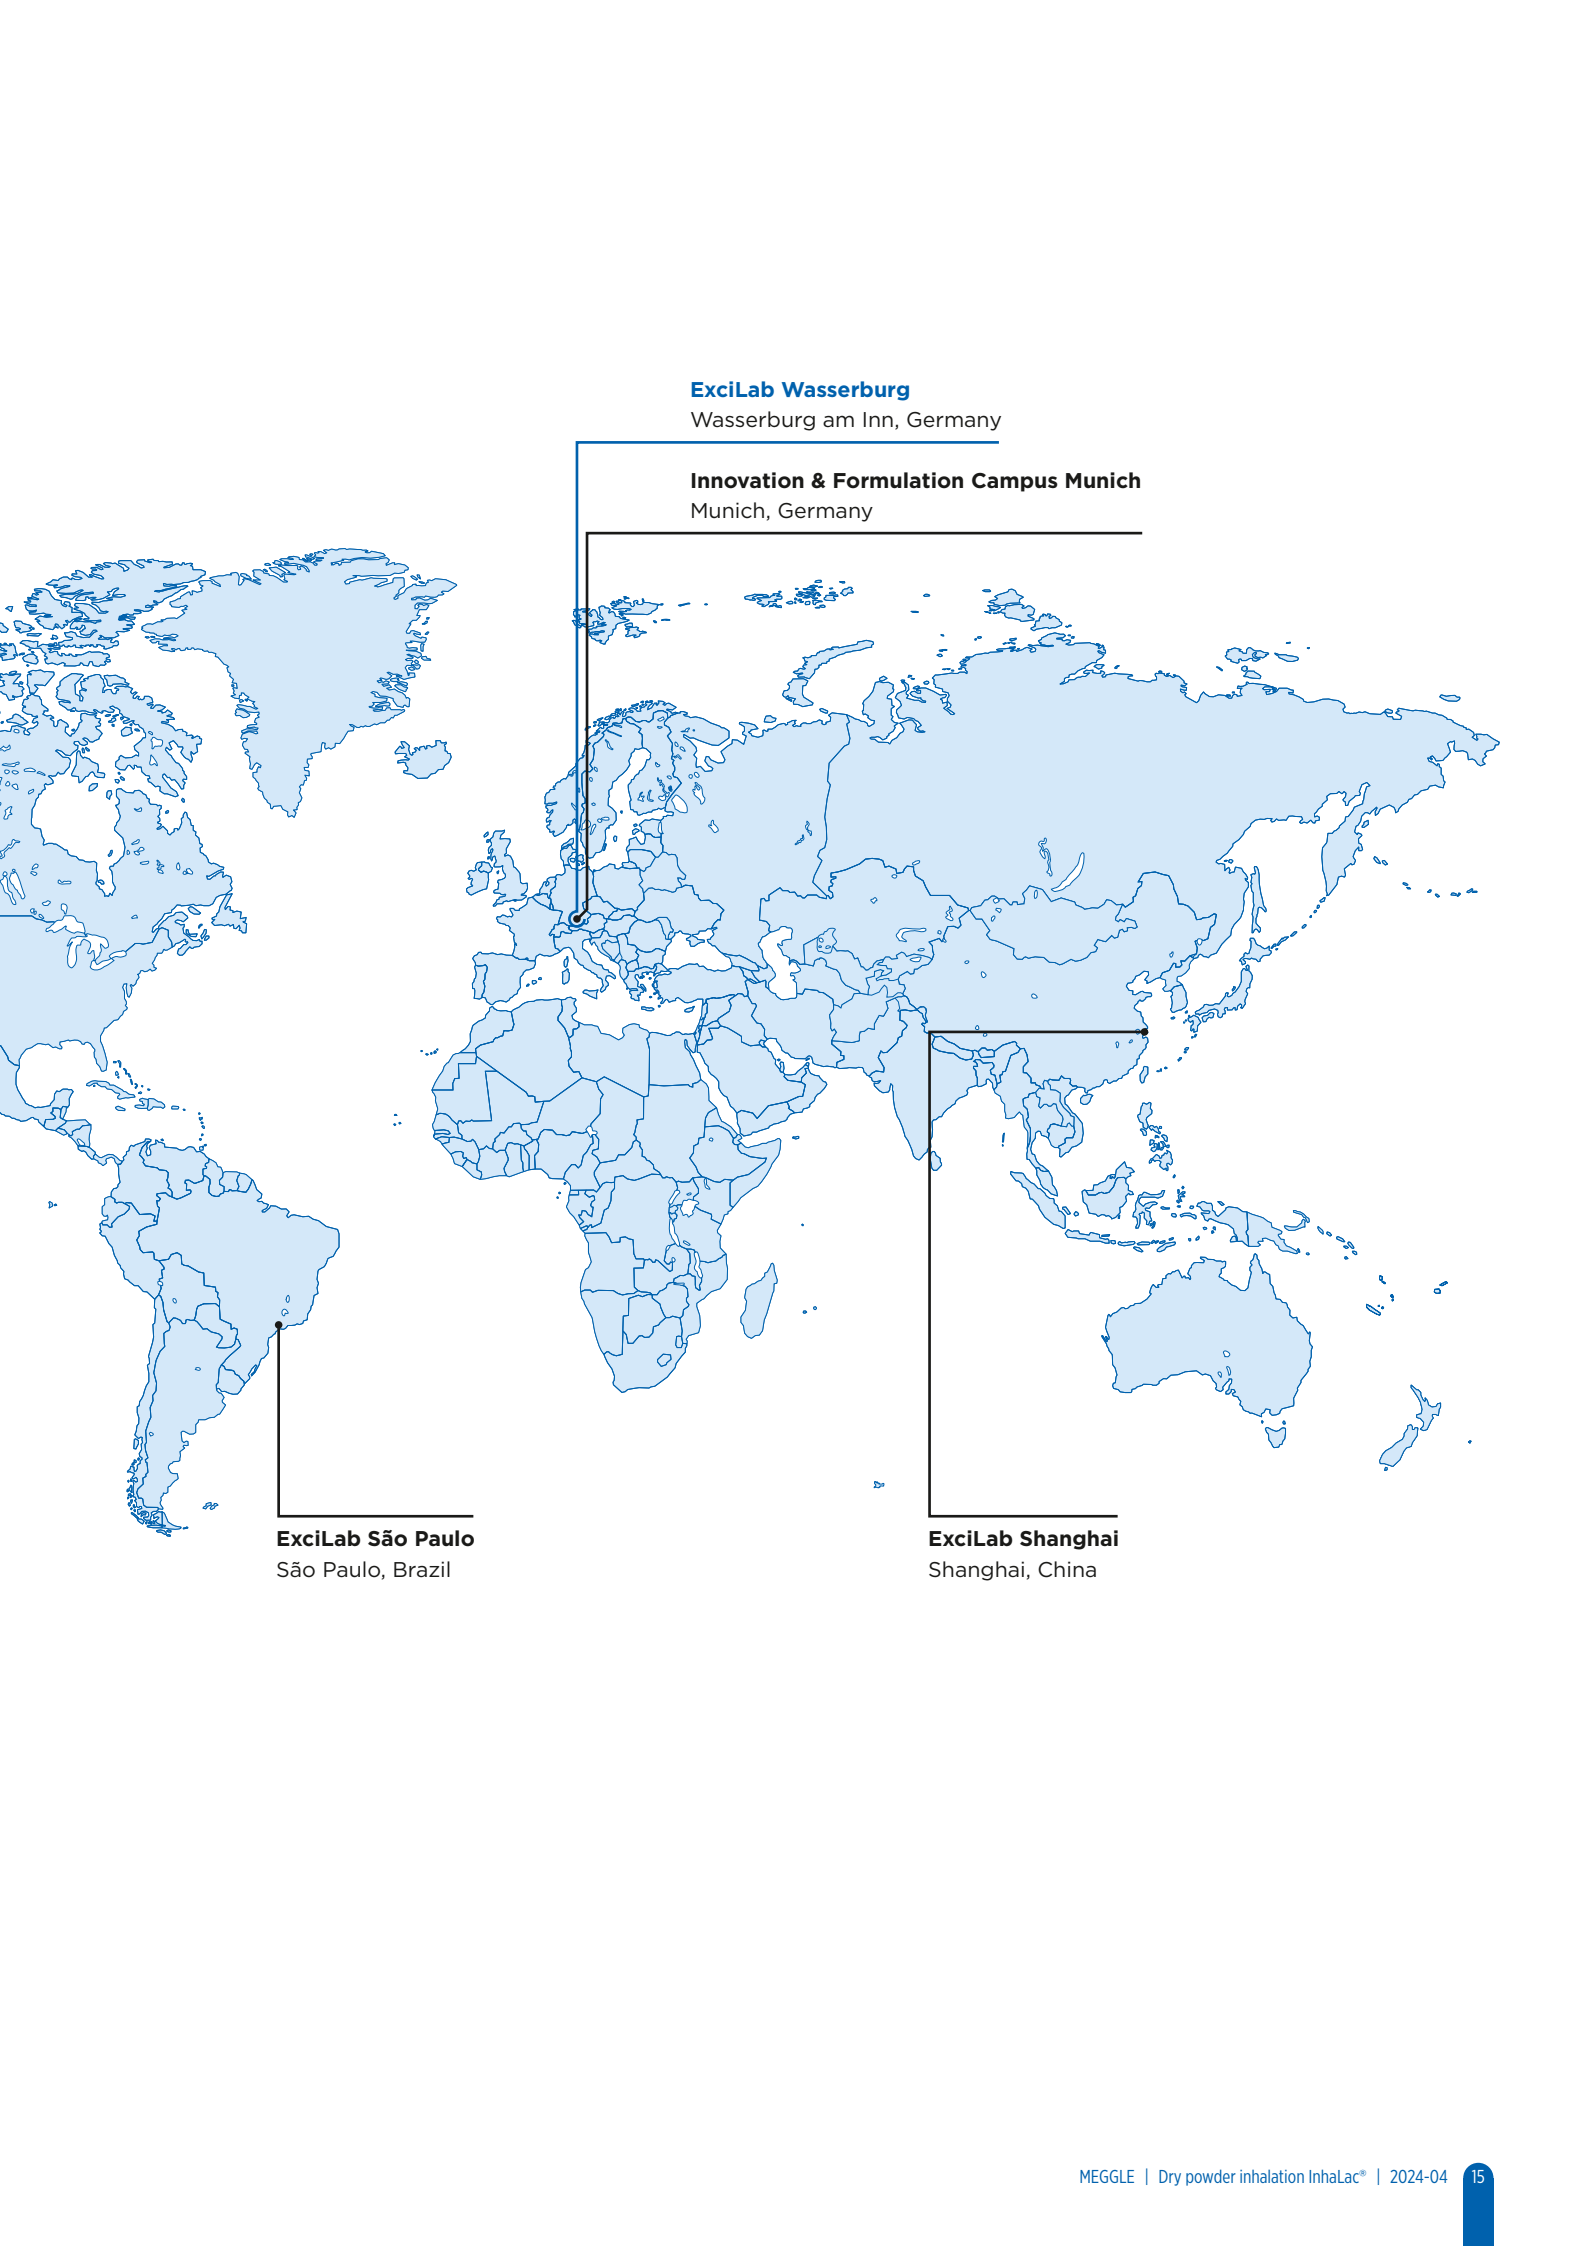 ExciLab Wasserburg
Wasserburg am Inn, Germany
Innovation & Formulation Campus Munich
Munich, Germany
ExciLab São Paulo
São Paulo, Brazil
ExciLab Shanghai
Shanghai, China
MEGGLE | Dry powder inhalation InhaLac® | 2024-04 15